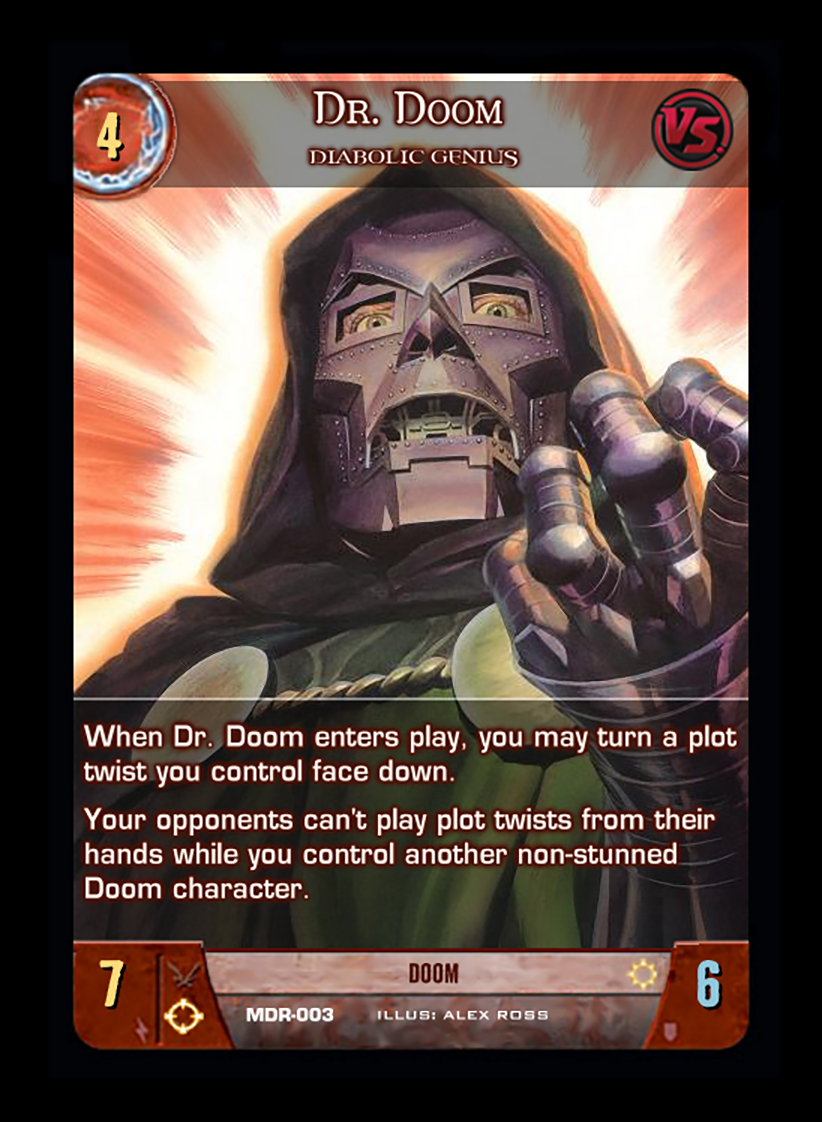 4
DR. DOOM
VS.
DIABOLIC GENIUS
When Dr. Doom enters play, you may turn a plot
twist you control face down.
Your opponents can't play plot twists from their
hands while you control another non-stunned
Doom character.
7
DOOM
6
MDR-003 ILLUS: ALEX ROSS